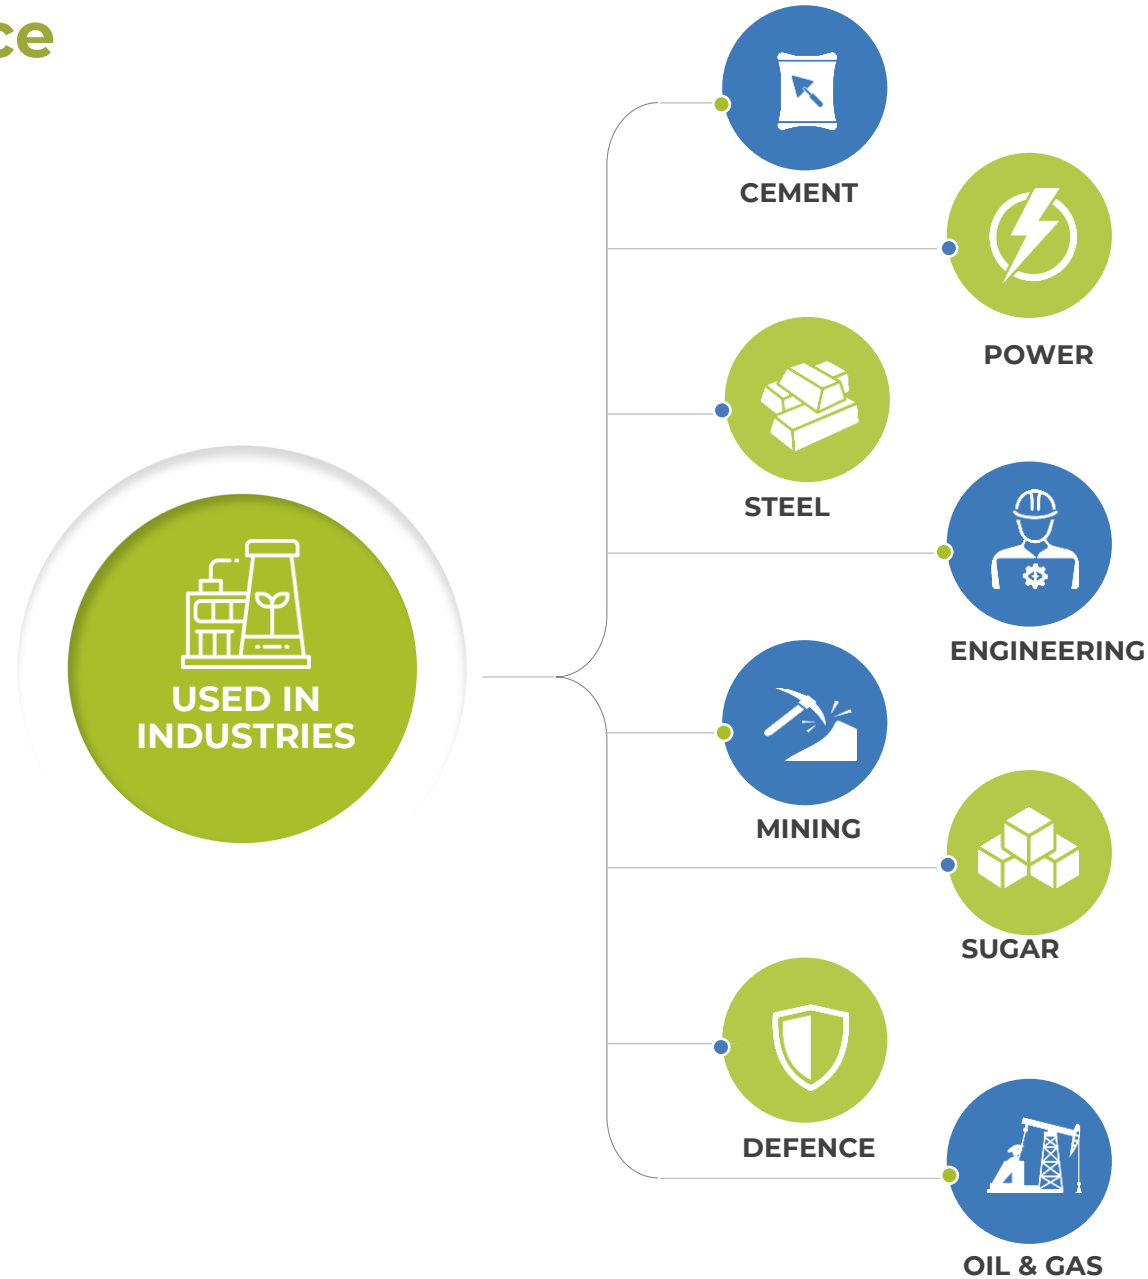 ce
CEMENT
POWER
STEEL
ENGINEERING
USED IN
INDUSTRIES
MINING
SUGAR
DEFENCE
OIL & GAS